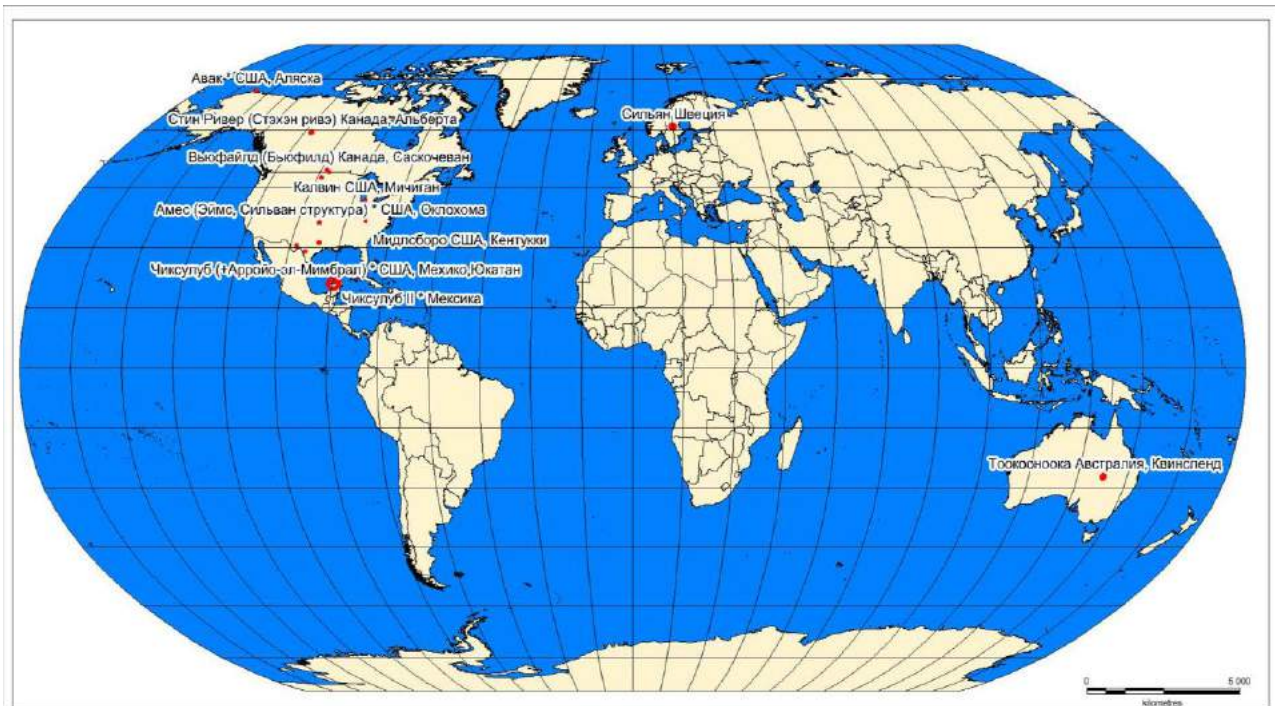 Авак * США, Аляска
Стин Ривер (Стэхэн ривэ) Канада, Альберта
Сильян Швеция
Вьюфайлд (Бьюфилд) Канада, Саскочеван
Калвин США, Мичиган
Амес (Эймс, Сильван структура) * США, Оклохома
Мидлсборо США, Кентукки
Чиксулуб (+Арройо-эл-Мимбрал) * США, Мехико,Юкатан
Чиксулуб II * Мексика
Тоокооноока Австралия, Квинсленд
0 5 000
kilometres